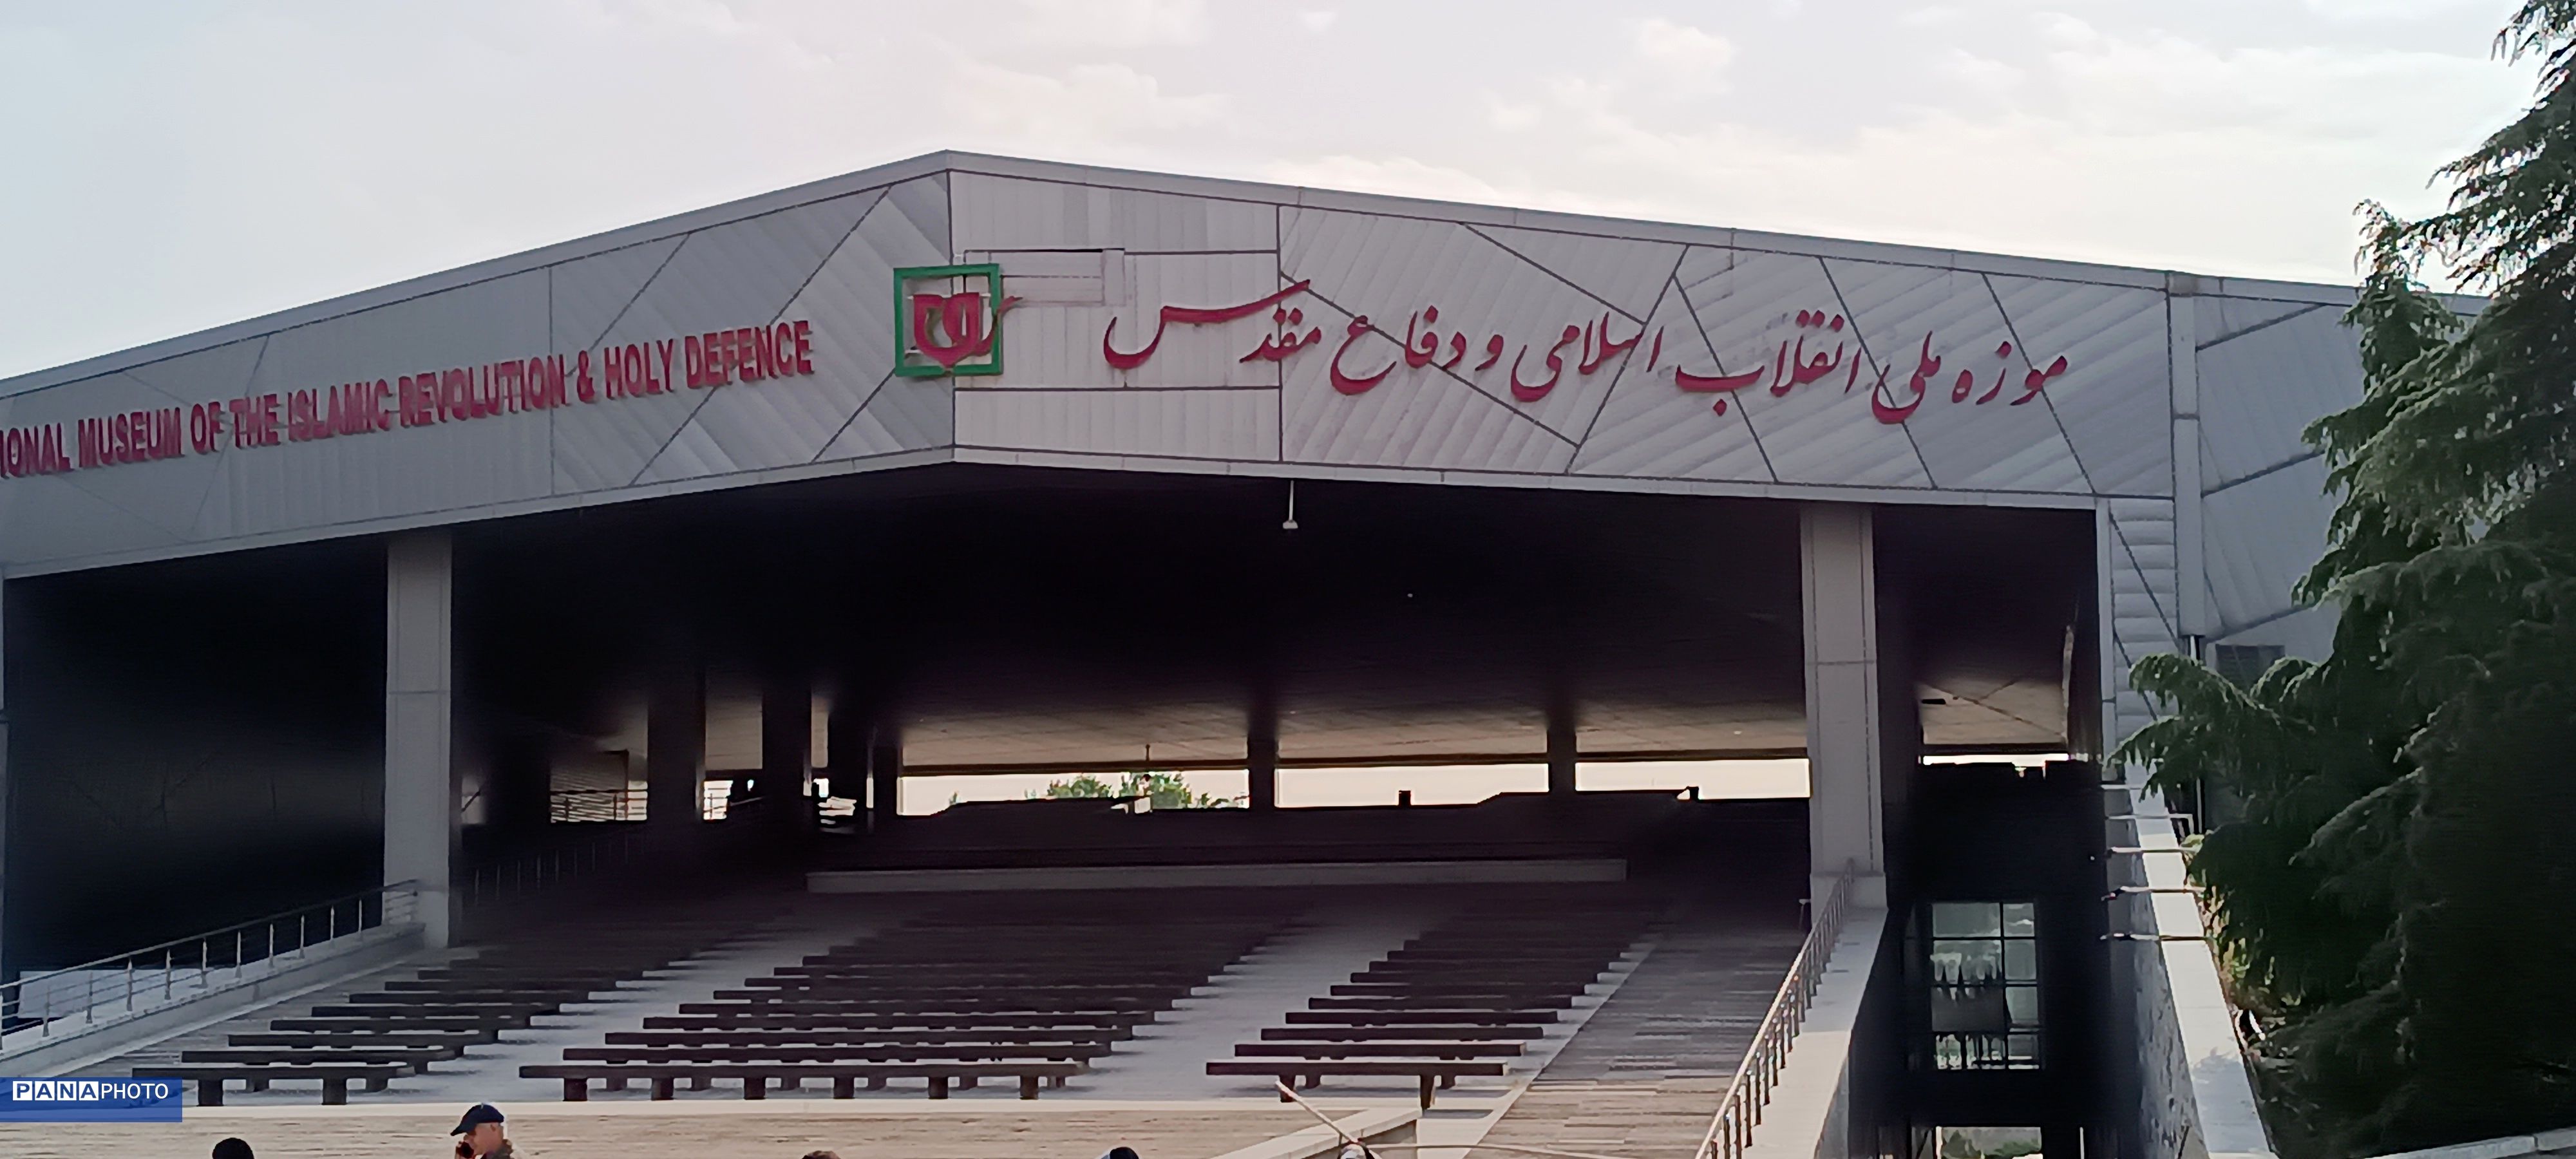 IONAL MUSEUM OF THE ISLAMIC REVOLUTION & HOLY DEFENCE
موزه ملی انقلاب اسلامی و دفاع مقدس
PANAPHOTO